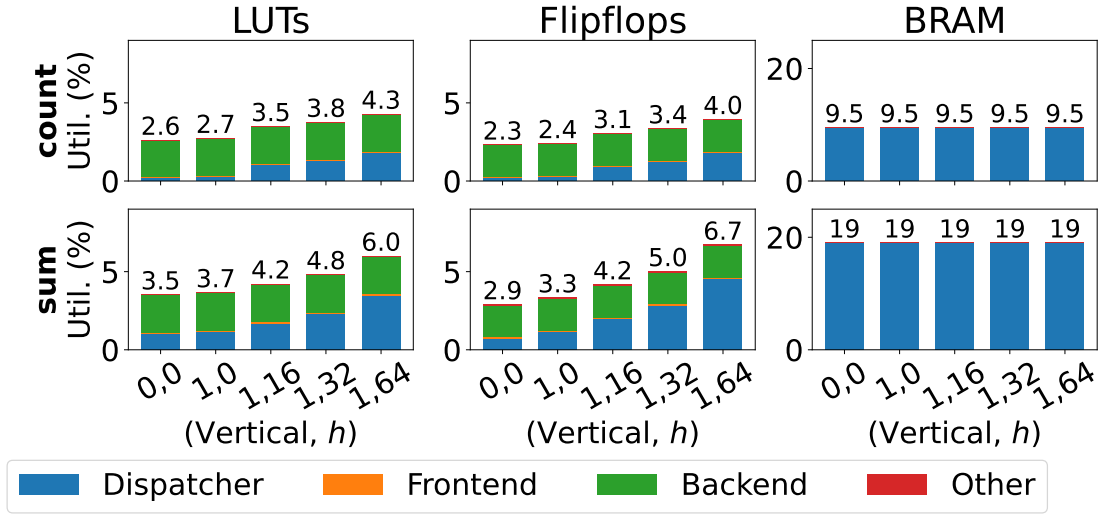 LUTs Flipflops BRAM
count
Util. (%)
5
0
2.6 2.7 3.5 3.8 4.3
5
0
2.3 2.4 3.1 3.4 4.0
20
0
9.5 9.5 9.5 9.5 9.5
sum
Util. (%)
5
0
3.5 3.7 4.2 4.8 6.0
5
0
2.9 3.3 4.2 5.0 6.7
20
0
19 19 19 19 19
0,0 1,0 1,16 1,32 1,64
0,0 1,0 1,16 1,32 1,64
0,0 1,0 1,16 1,32 1,64
(Vertical, h) (Vertical, h) (Vertical, h)
Dispatcher Frontend Backend Other